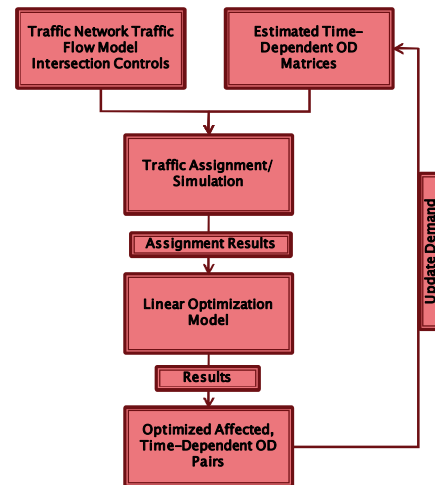 Traffic Network Traffic
Flow Model
Intersection Controls
Estimated Time-
Dependent OD
Matrices
Traffic Assignment/
Simulation
Assignment Results
Linear Optimization
Model
Update Demand
Results
Optimized Affected,
Time-Dependent OD
Pairs